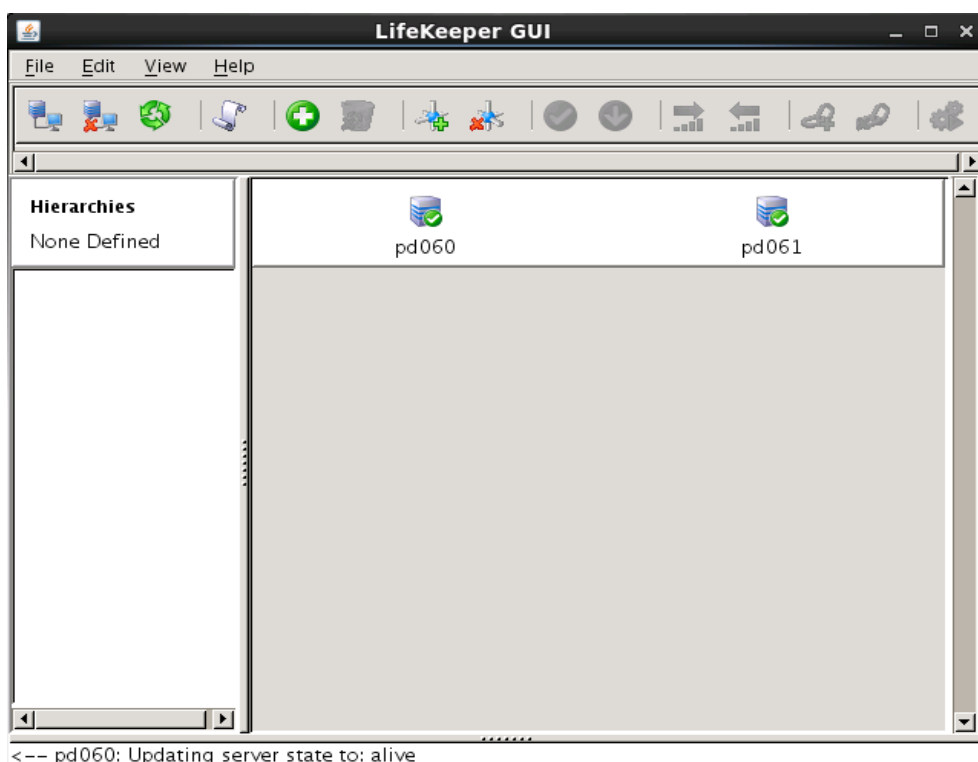 LifeKeeper GUI
File Edit View Help
Hierarchies
None Defined
pd060 pd061
<-- pd060: Updating server state to: alive